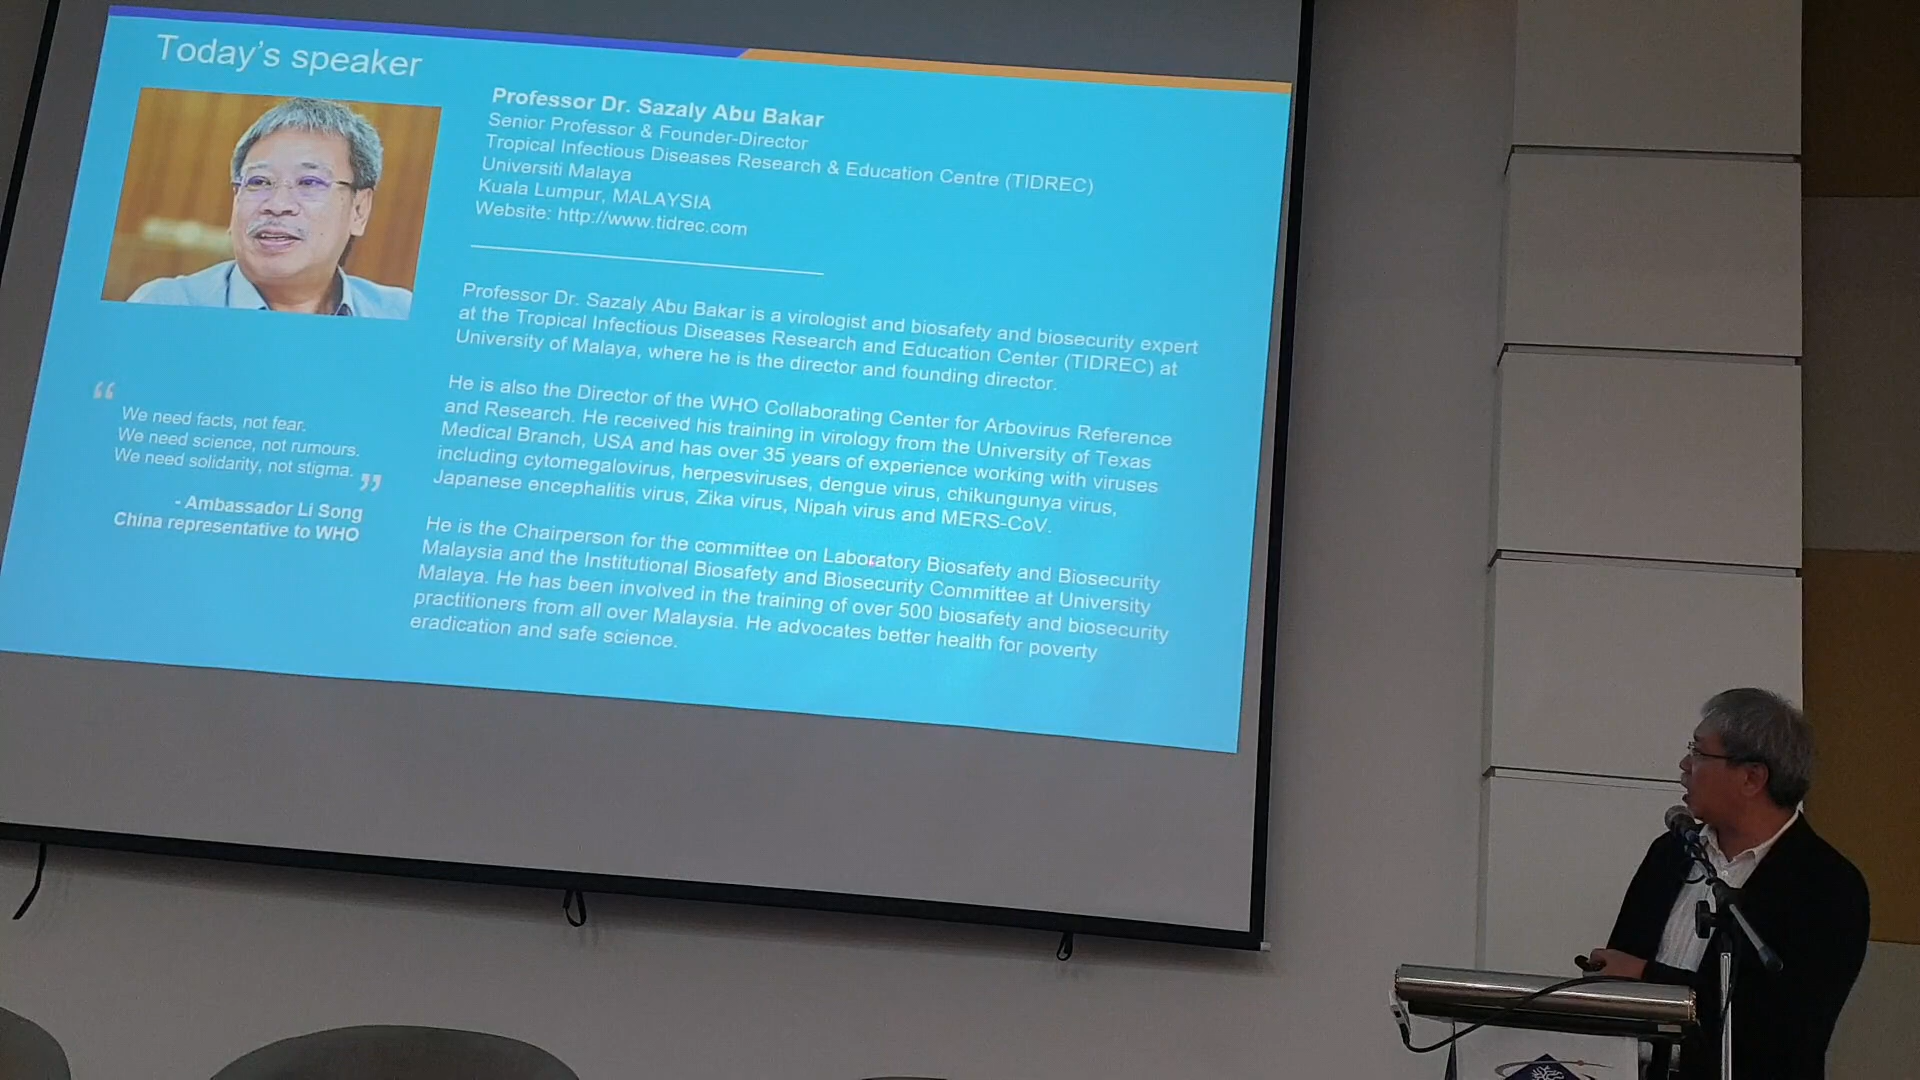 Today's speaker
Professor Dr. Sazaly Abu Bakar
Senior Professor & Founder-Director
Tropical Infectious Diseases Research & Education Centre (TIDREC)
Universiti Malaya
Kuala Lumpur, MALAYSIA
Website: http://www.tidrec.com
Professor Dr. Sazaly Abu Bakar is a virologist and biosafety and biosecurity expert
at the Tropical Infectious Diseases Research and Education Center (TIDREC) at
University of Malaya, where he is the director and founding director.
He is also the Director of the WHO Collaborating Center for Arbovirus Reference
and Research. He received his training in virology from the University of Texas
Medical Branch, USA and has over 35 years of experience working with viruses
including cytomegalovirus, herpesviruses, dengue virus, chikungunya virus,
Japanese encephalitis virus, Zika virus, Nipah virus and MERS-CoV.
He is the Chairperson for the committee on Laboratory Biosafety and Biosecurity
Malaysia and the Institutional Biosafety and Biosecurity Committee at University
Malaya. He has been involved in the training of over 500 biosafety and biosecurity
practitioners from all over Malaysia. He advocates better health for poverty
eradication and safe science.
“
We need facts, not fear.
We need science, not rumours.
We need solidarity, not stigma. ”
- Ambassador Li Song
China representative to WHO